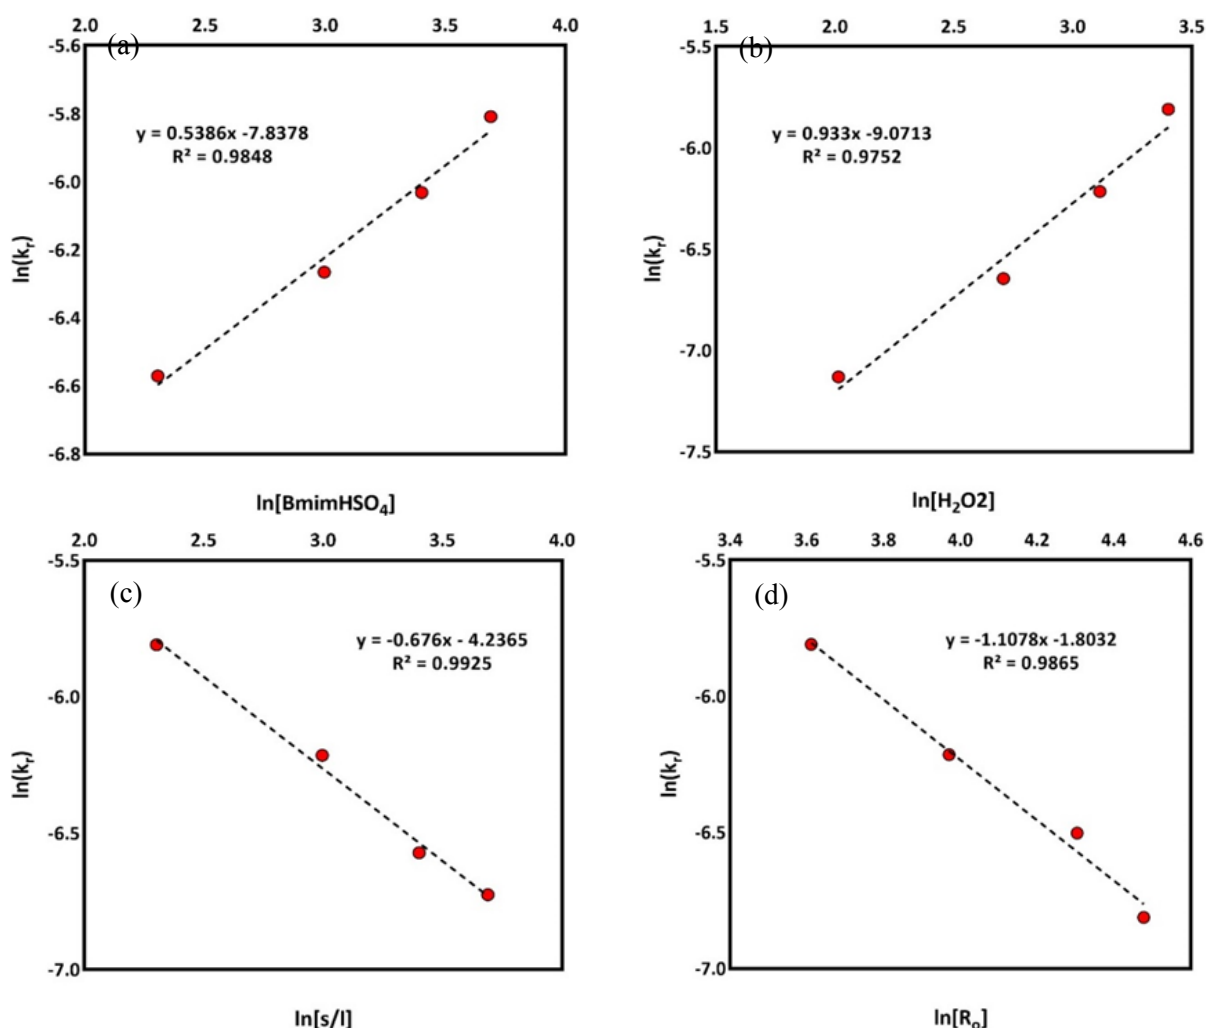 2.0 2.5 3.0 3.5 4.0
(a)
-5.6
-5.8
-6.0
-6.2
-6.4
-6.6
-6.8
y = 0.5386x -7.8378
R² = 0.9848
ln(kᵣ)
ln[BmimHSO₄]
1.5 2.0 2.5 3.0 3.5
(b)
-5.5
-6.0
-6.5
-7.0
-7.5
y = 0.933x -9.0713
R² = 0.9752
ln(kᵣ)
ln[H₂O2]
2.0 2.5 3.0 3.5 4.0
(c)
-5.5
-6.0
-6.5
-7.0
y = -0.676x - 4.2365
R² = 0.9925
ln(kᵣ)
ln[s/l]
3.4 3.6 3.8 4.0 4.2 4.4 4.6
(d)
-5.5
-6.0
-6.5
-7.0
y = -1.1078x -1.8032
R² = 0.9865
ln(kᵣ)
ln[Rₒ]